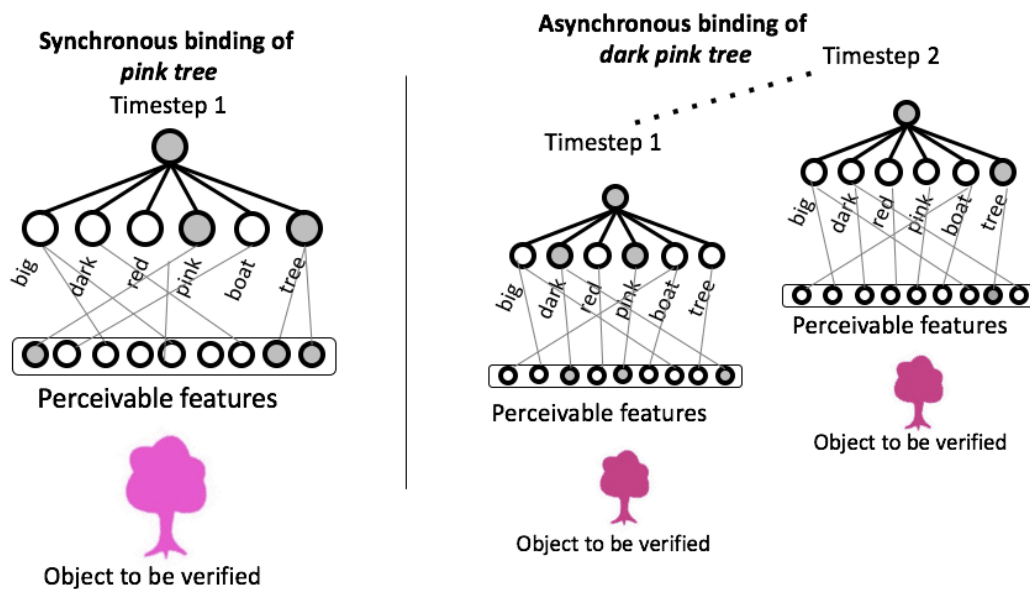 Synchronous binding of
pink tree
Timestep 1
big
dark
red
pink
boat
tree
Perceivable features
Object to be verified
Asynchronous binding of
dark pink tree
Timestep 1
big
dark
red
pink
boat
tree
Perceivable features
Object to be verified
Timestep 2
big
dark
red
pink
boat
tree
Perceivable features
Object to be verified